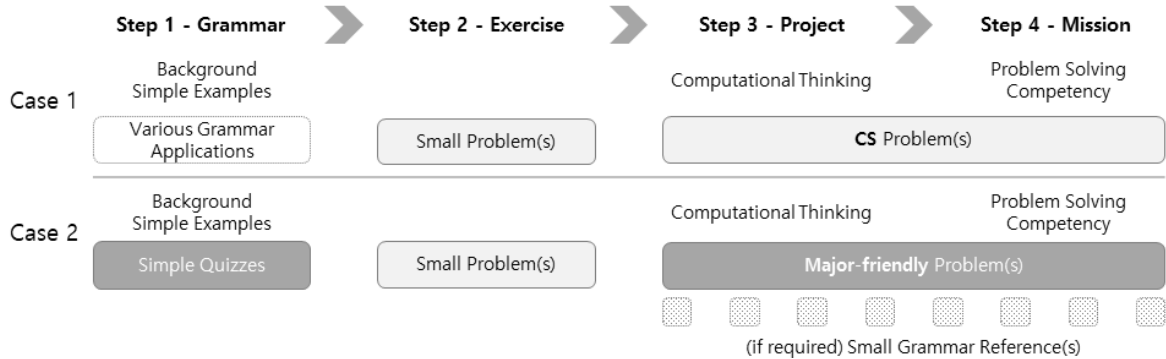 Step 1 - Grammar
Step 2 - Exercise
Step 3 - Project
Step 4 - Mission
Case 1
Background
Simple Examples
Computational Thinking
Problem Solving
Competency
Various Grammar
Applications
Small Problem(s)
CS Problem(s)
Case 2
Background
Simple Examples
Computational Thinking
Problem Solving
Competency
Simple Quizzes
Small Problem(s)
Major-friendly Problem(s)
(if required) Small Grammar Reference(s)